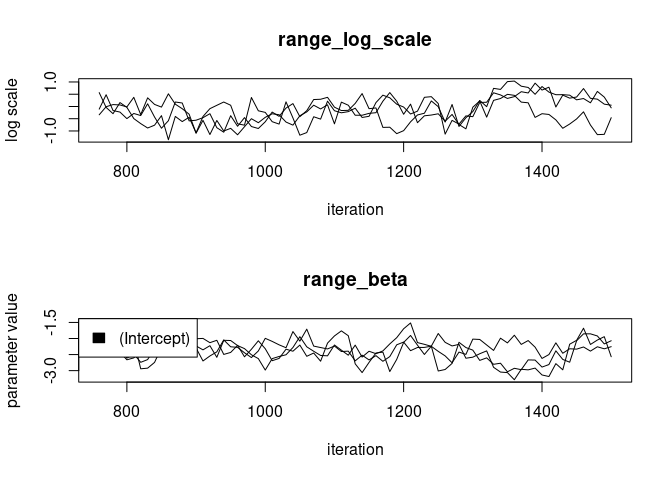 range_log_scale
log scale
1.0
-1.0
800 1000 1200 1400
iteration
range_beta
parameter value
-1.5
-3.0
(Intercept)
800 1000 1200 1400
iteration